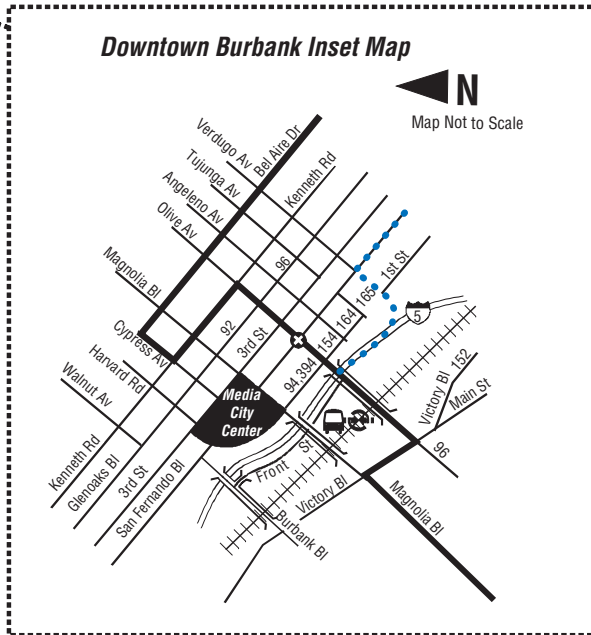 Downtown Burbank Inset Map
N
Map Not to Scale
Verdugo Av
Bel Aire Dr
Tujunga Av
Kenneth Rd
Angeleno Av
Olive Av
96
Magnolia Bl
1st St
165
164
154
94,394
5
92
3rd St
Cypress Av
Harvard Rd
Walnut Av
Media
City
Center
Victory Bl 152
Main St
96
Kenneth Rd
Glenoaks Bl
3rd St
San Fernando Bl
Front St
Victory Bl
Burbank Bl
Magnolia Bl